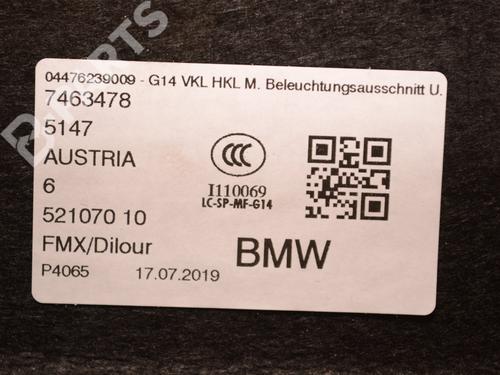 04476239009 - G14 VKL HKL M. Beleuchtungsausschnitt U.
7463478
5147
AUSTRIA
6
521070 10
FMX/Dilour
P4065
17.07.2019
CCC
I110069
LC-SP-MF-G14
BMW